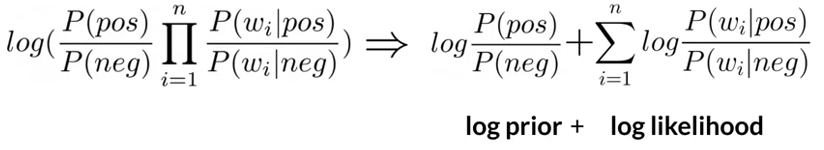 log(P(pos)/P(neg) ∏_{i=1}^{n} P(w_i|pos)/P(w_i|neg)) ⇒ log P(pos)/P(neg) + ∑_{i=1}^{n} log P(w_i|pos)/P(w_i|neg)
log prior + log likelihood